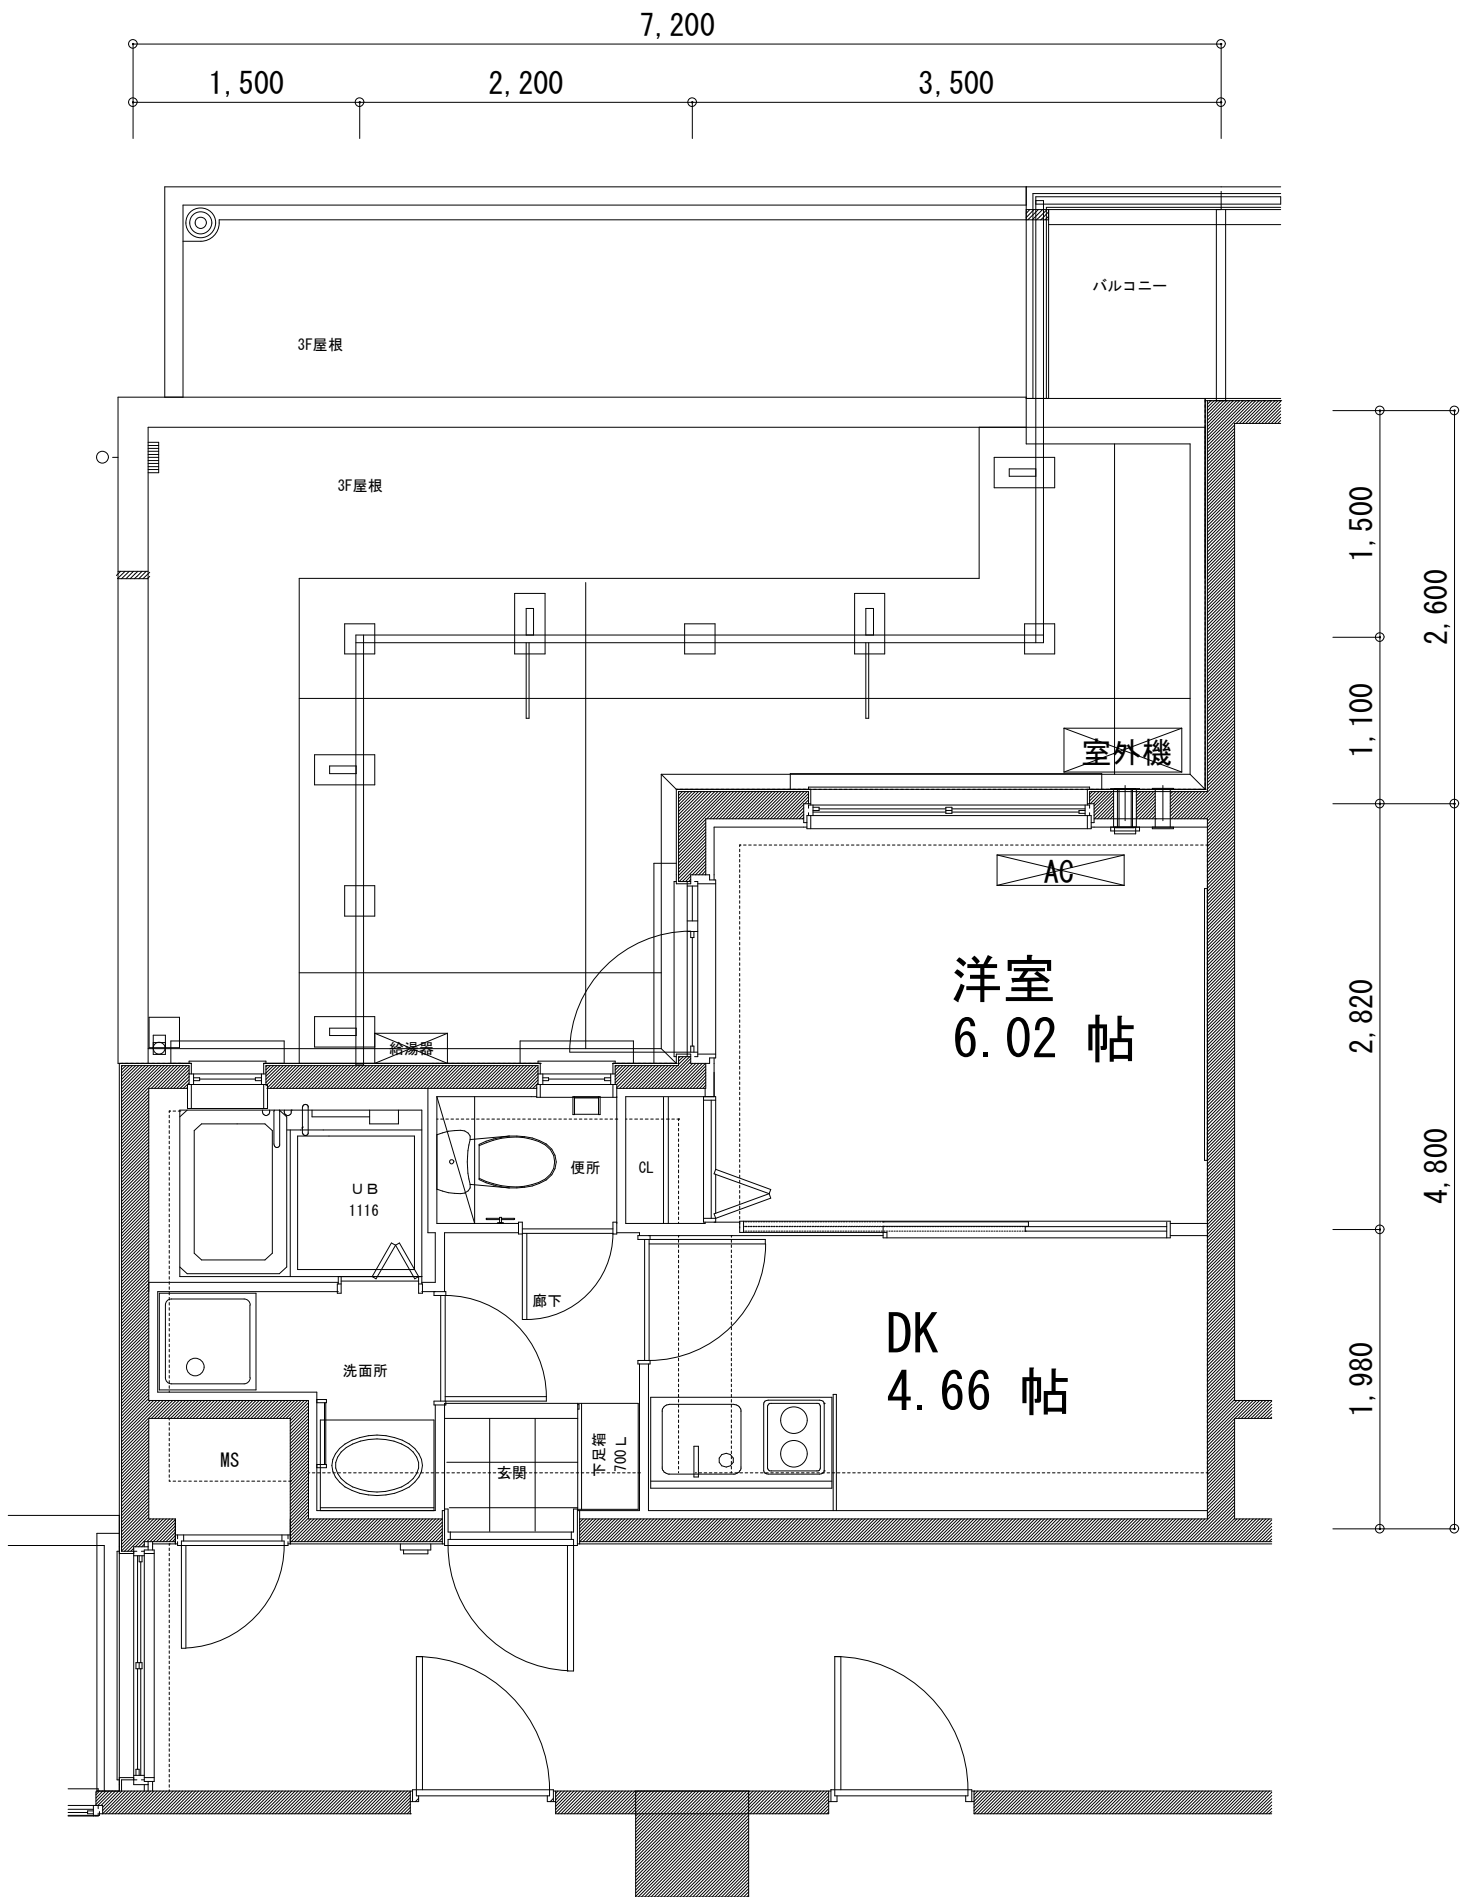 7,200
1,500
2,200
3,500
バルコニー
3F屋根
3F屋根
1,500
2,600
1,100
室外機
AC
洋室
6.02 帖
2,820
給湯器
4,800
便所
CL
UB
1116
廊下
DK
4.66 帖
洗面所
1,980
MS
玄関
下足箱
700L